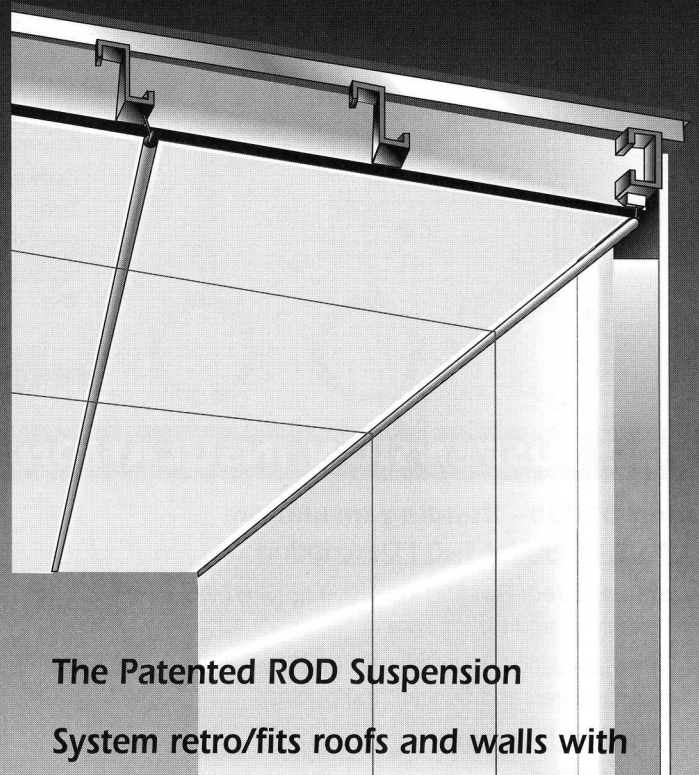 The Patented ROD Suspension
System retro/fits roofs and walls with